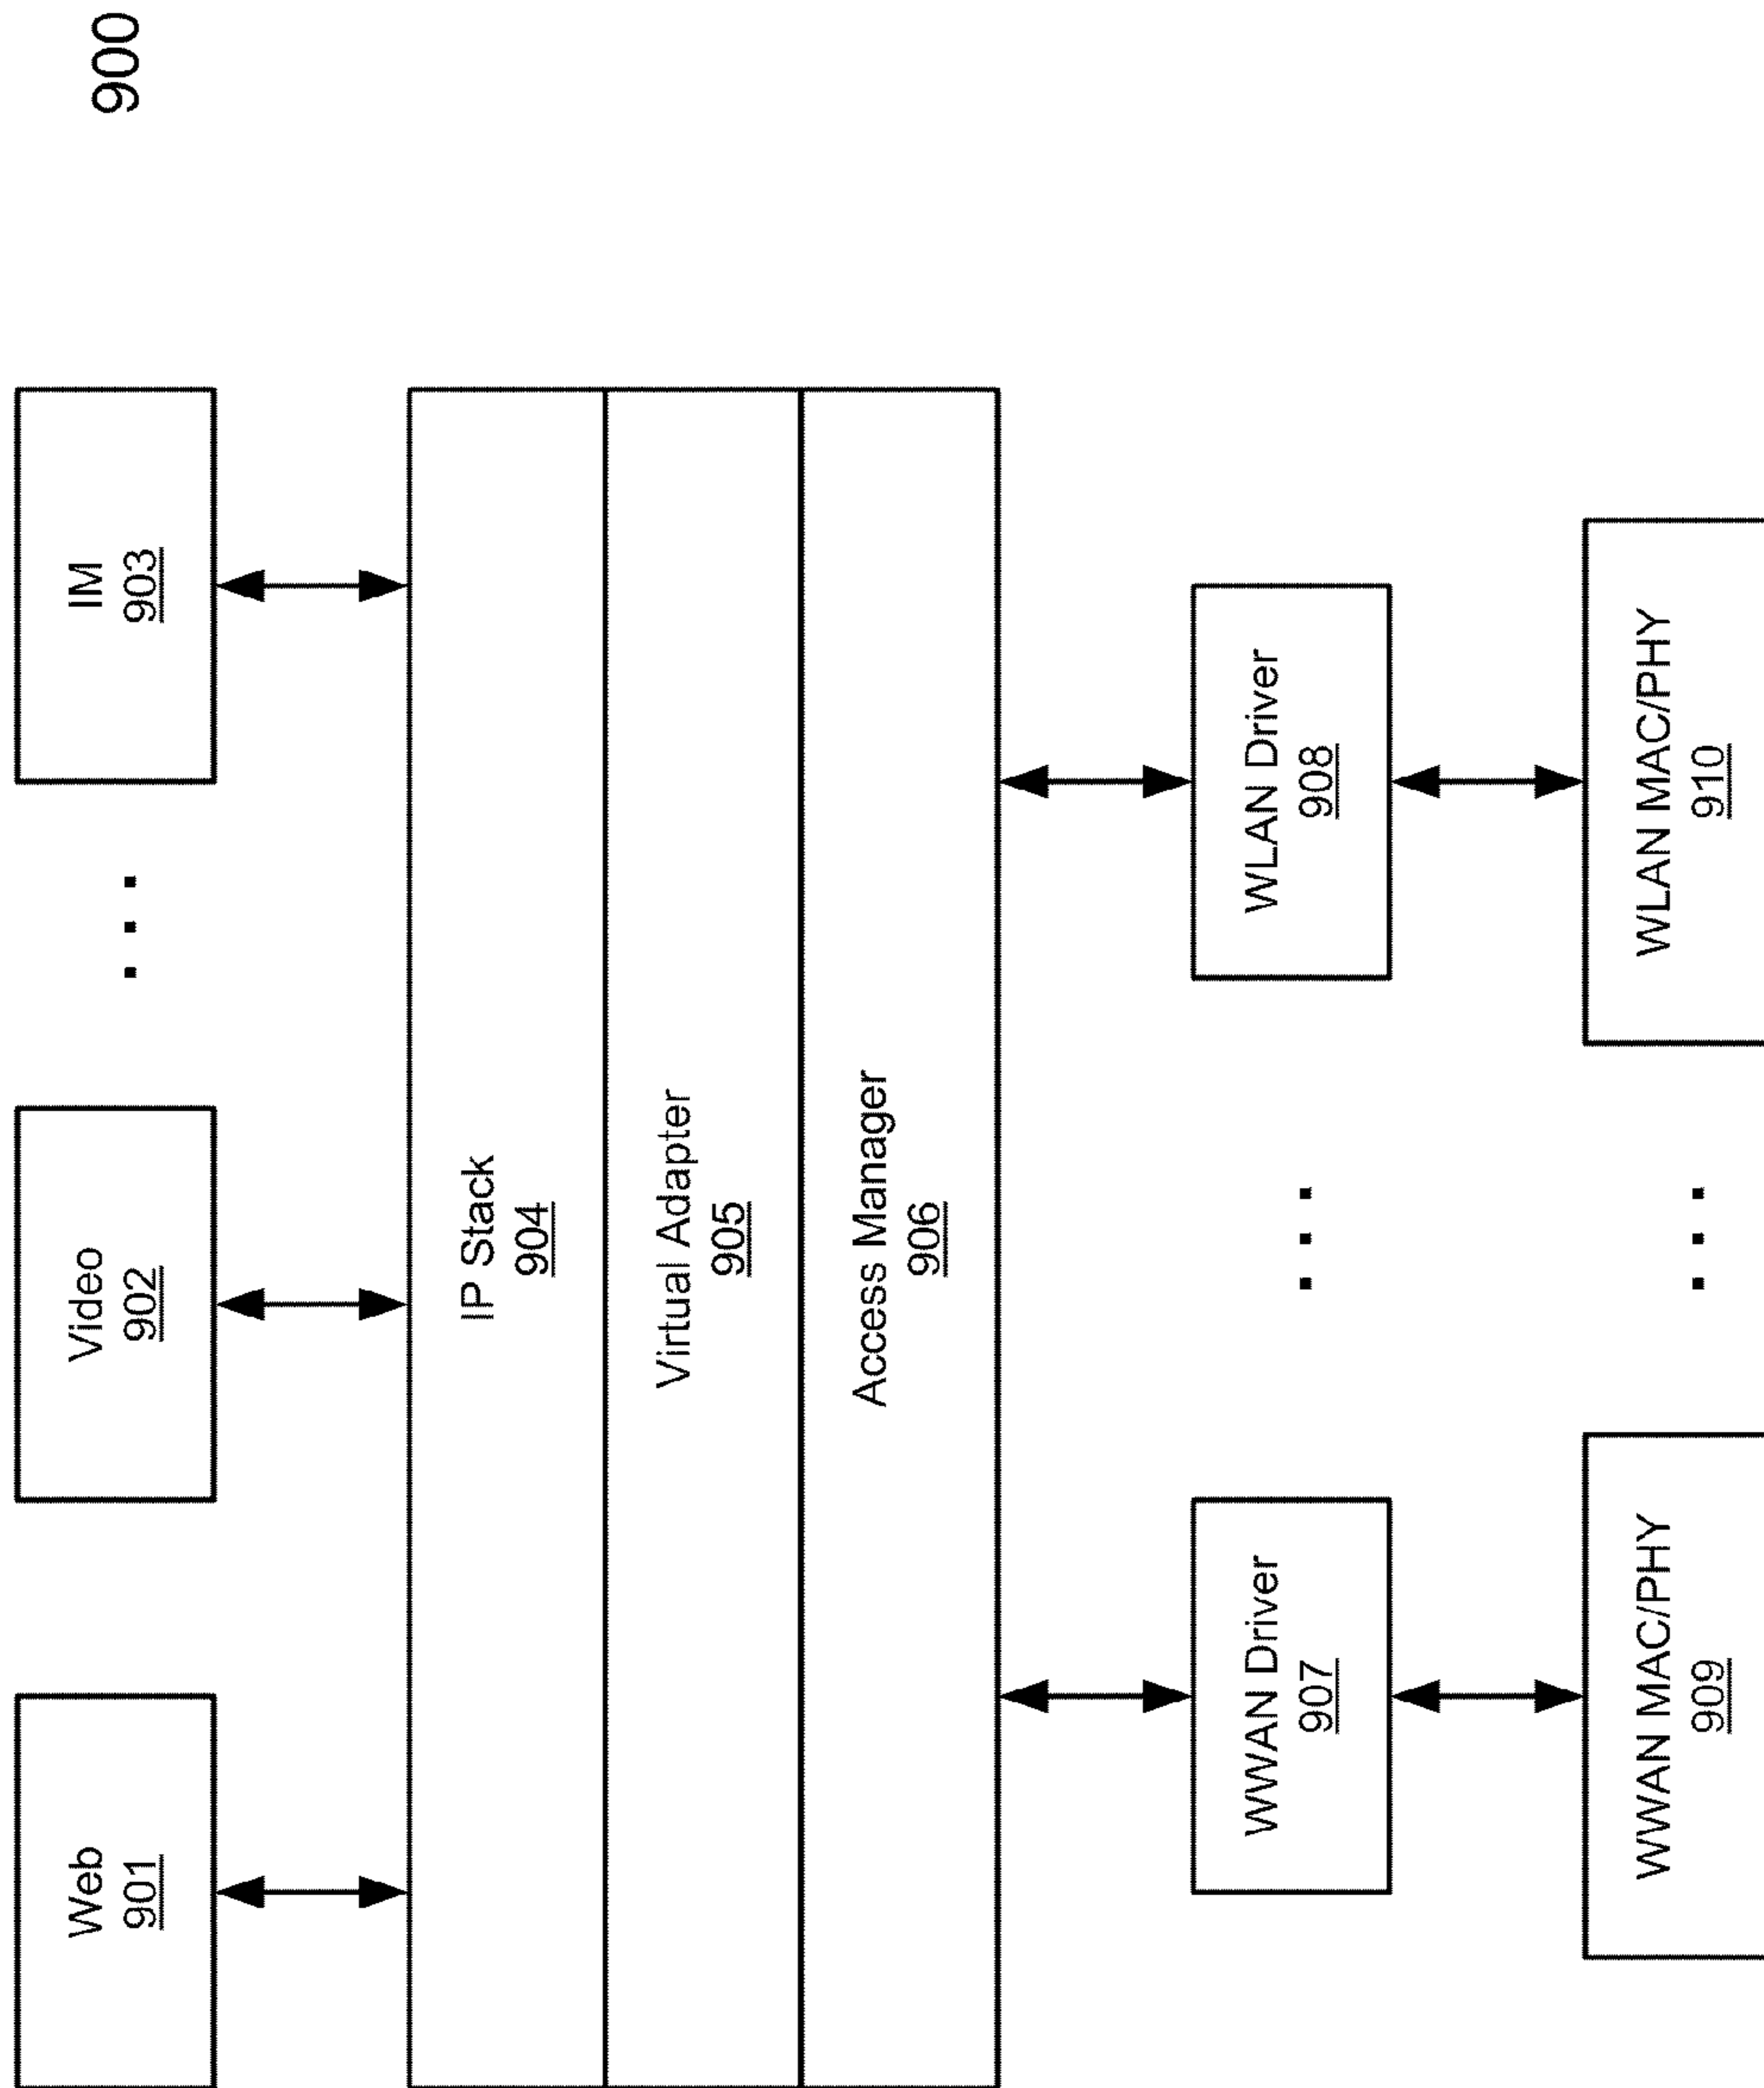 900
Web
901
Video
902
. . .
IM
903
IP Stack
904
Virtual Adapter
905
Access Manager
906
WWAN Driver
907
. . .
WLAN Driver
908
WWAN MAC/PHY
909
. . .
WLAN MAC/PHY
910